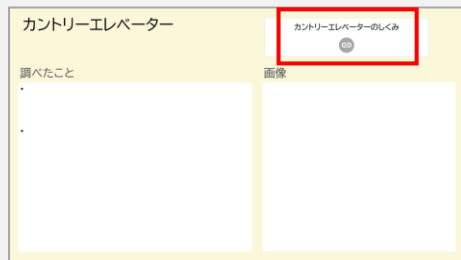 カントリーエレベーター
カントリーエレベーターのしくみ
調べたこと
画像
・
・